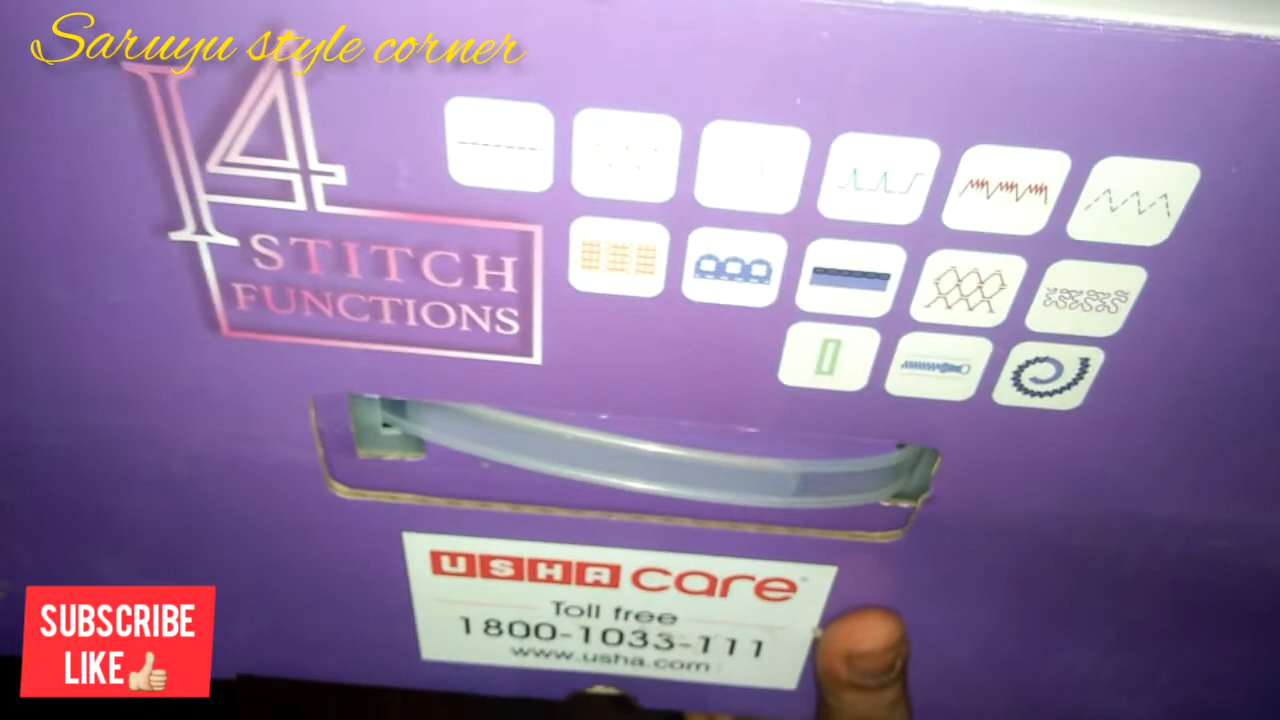 Saruyu style corner
14
STITCH
FUNCTIONS
USHA care
Toll free
1800-1033-111
www.usha.com
SUBSCRIBE
LIKE